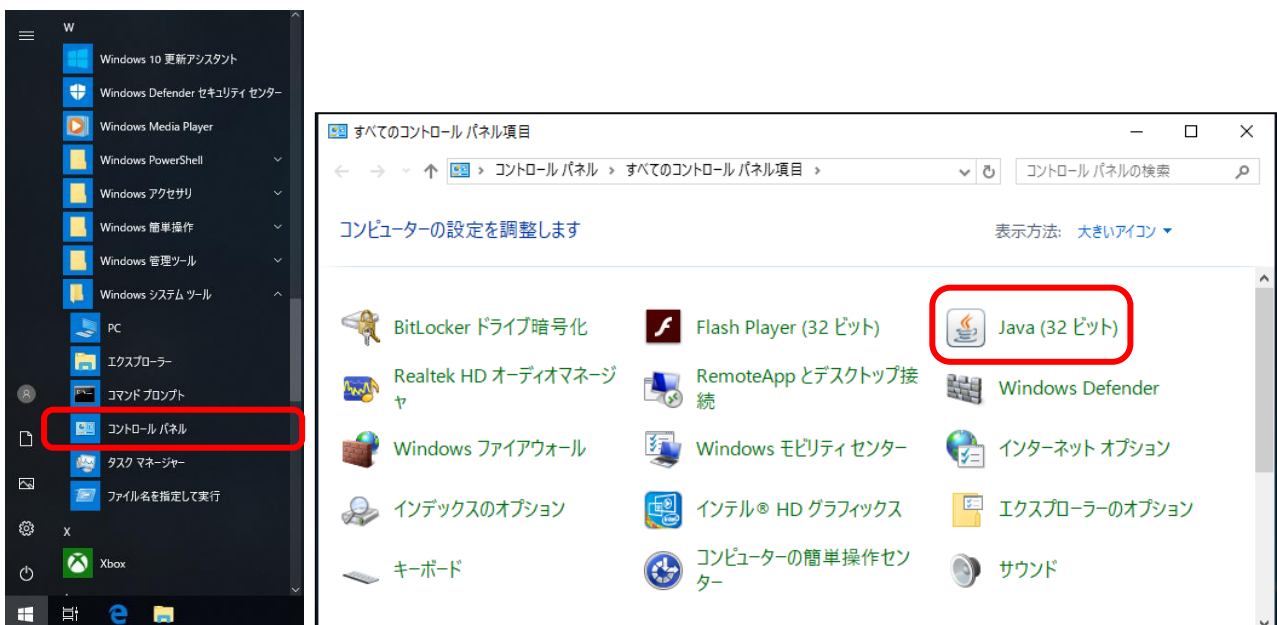 W
Windows 10 更新アシスタント
Windows Defender セキュリティ センター
Windows Media Player
Windows PowerShell
Windows アクセサリ
Windows 簡単操作
Windows 管理ツール
Windows システム ツール
PC
エクスプローラー
コマンド プロンプト
コントロール パネル
タスク マネージャー
ファイル名を指定して実行
X
Xbox
すべてのコントロール パネル項目
コントロール パネル › すべてのコントロール パネル項目 ›
コントロール パネルの検索
コンピューターの設定を調整します
表示方法: 大きいアイコン
BitLocker ドライブ暗号化
Flash Player (32 ビット)
Java (32 ビット)
Realtek HD オーディオマネージ
ャ
RemoteApp とデスクトップ接
続
Windows Defender
Windows ファイアウォール
Windows モビリティ センター
インターネット オプション
インデックスのオプション
インテル® HD グラフィックス
エクスプローラーのオプション
キーボード
コンピューターの簡単操作セン
ター
サウンド